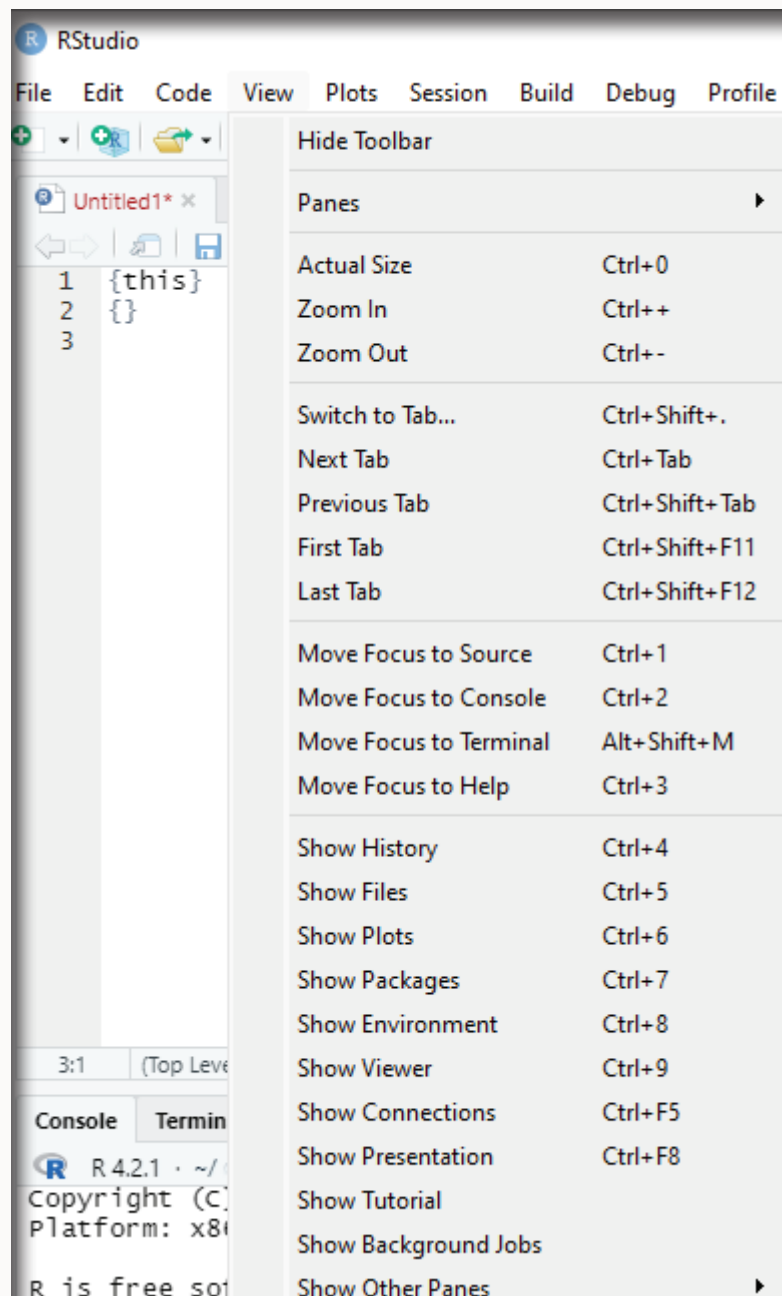 RStudio
File Edit Code View Plots Session Build Debug Profile
Hide Toolbar
Untitled1*
Panes
Actual Size Ctrl+0
1 {this}
Zoom In Ctrl++
2 {}
3
Zoom Out Ctrl+-
Switch to Tab... Ctrl+Shift+.
Next Tab Ctrl+Tab
Previous Tab Ctrl+Shift+Tab
First Tab Ctrl+Shift+F11
Last Tab Ctrl+Shift+F12
Move Focus to Source Ctrl+1
Move Focus to Console Ctrl+2
Move Focus to Terminal Alt+Shift+M
Move Focus to Help Ctrl+3
Show History Ctrl+4
Show Files Ctrl+5
Show Plots Ctrl+6
Show Packages Ctrl+7
Show Environment Ctrl+8
3:1 (Top Leve
Show Viewer Ctrl+9
Console Termin
Show Connections Ctrl+F5
R 4.2.1 · ~/
Show Presentation Ctrl+F8
Copyright (C)
Show Tutorial
Platform: x86
Show Background Jobs
R is free sof
Show Other Panes